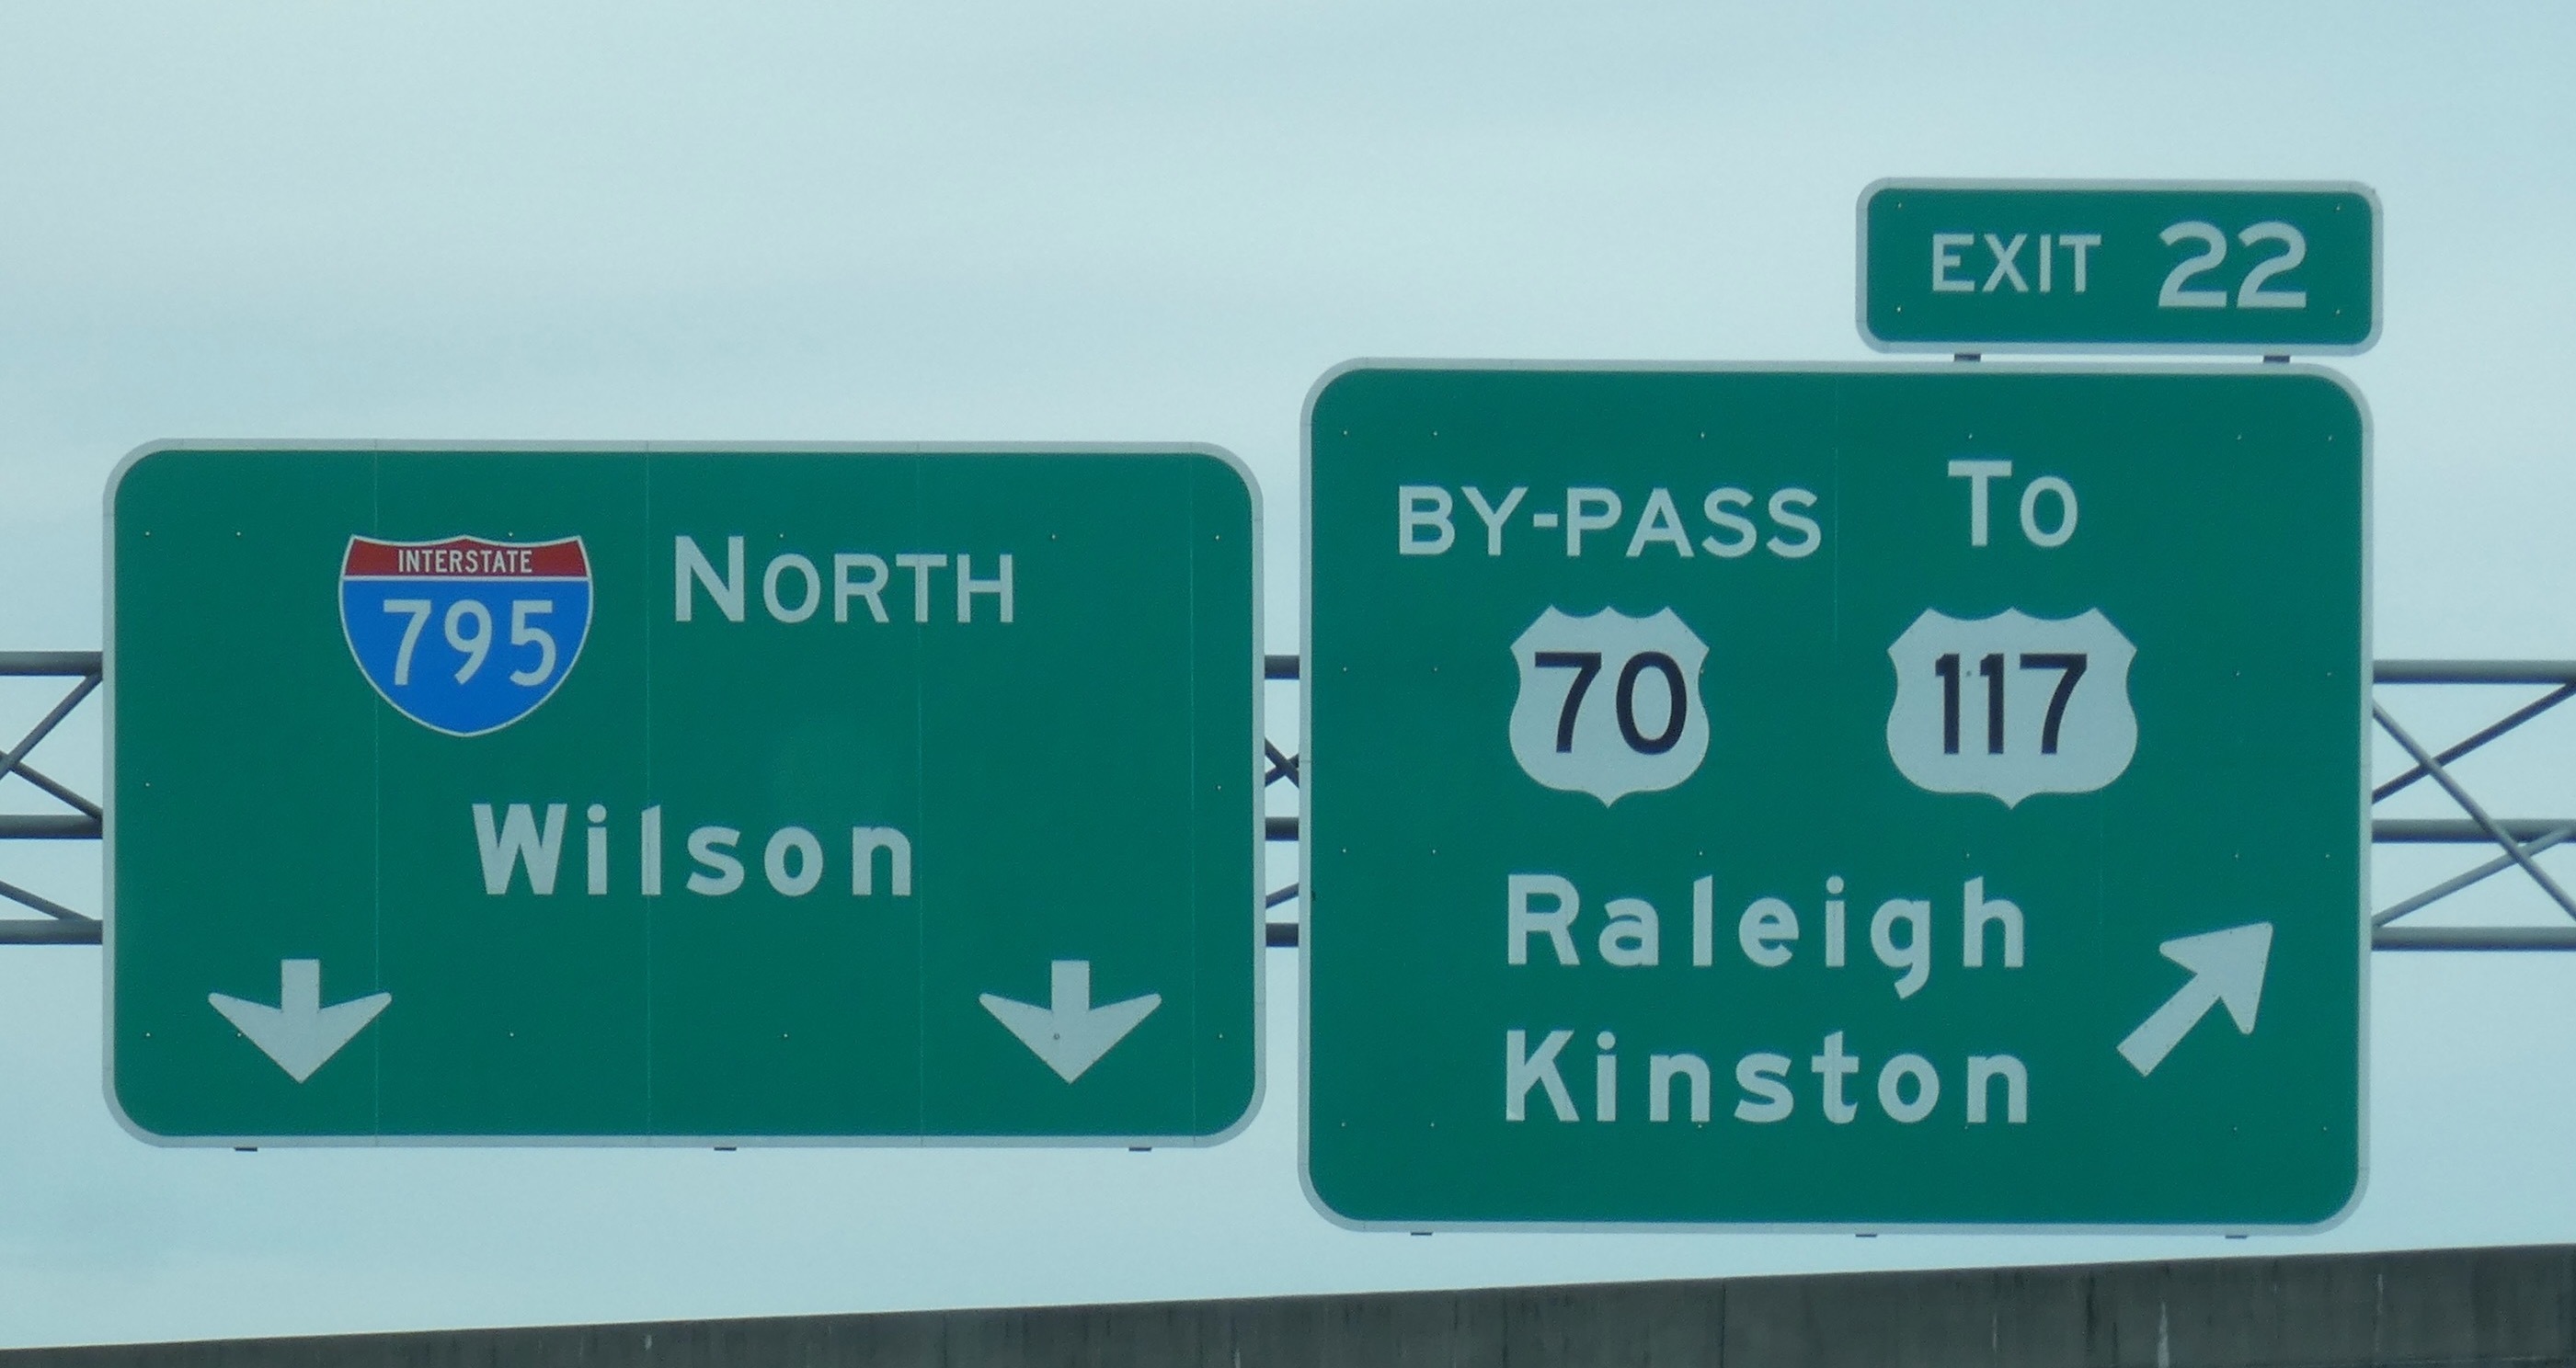 INTERSTATE
795
NORTH
Wilson
EXIT 22
BY-PASS TO
70 117
Raleigh
Kinston